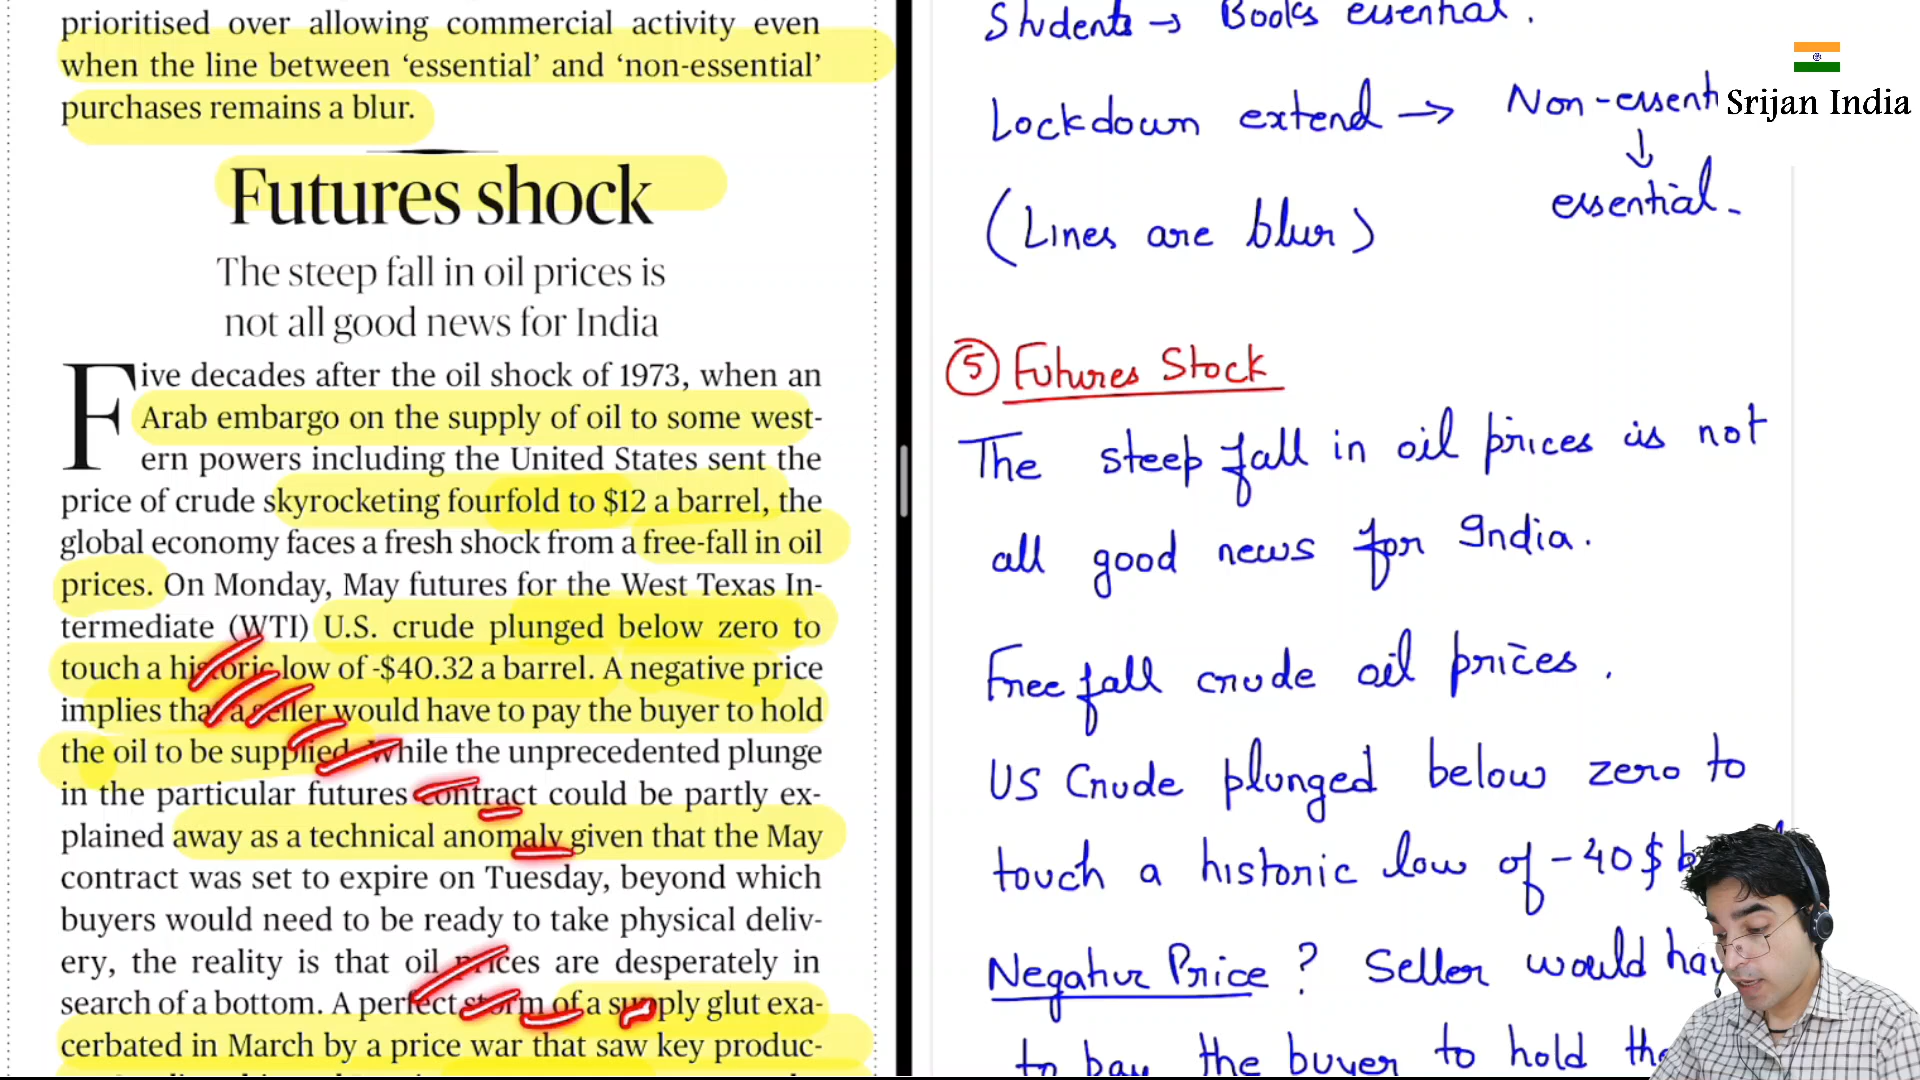 prioritised over allowing commercial activity even
when the line between ‘essential’ and ‘non-essential’
purchases remains a blur.
Futures shock
The steep fall in oil prices is
not all good news for India
Five decades after the oil shock of 1973, when an
Arab embargo on the supply of oil to some west-
ern powers including the United States sent the
price of crude skyrocketing fourfold to $12 a barrel, the
global economy faces a fresh shock from a free-fall in oil
prices. On Monday, May futures for the West Texas In-
termediate (WTI) U.S. crude plunged below zero to
touch a historic low of -$40.32 a barrel. A negative price
implies that a seller would have to pay the buyer to hold
the oil to be supplied. While the unprecedented plunge
in the particular futures contract could be partly ex-
plained away as a technical anomaly given that the May
contract was set to expire on Tuesday, beyond which
buyers would need to be ready to take physical deliv-
ery, the reality is that oil prices are desperately in
search of a bottom. A perfect storm of a supply glut exa-
cerbated in March by a price war that saw key produc-
Students → Books essential.
Lockdown extend → Non-essent
↓
essential.
(Lines are blur)
Srijan India
⑤ Futures Stock
The steep fall in oil prices is not
all good news for India.
Free fall crude oil prices.
US Crude plunged below zero to
touch a historic low of -40$
Negative Price? Seller would hav
to pay the buyer to hold the